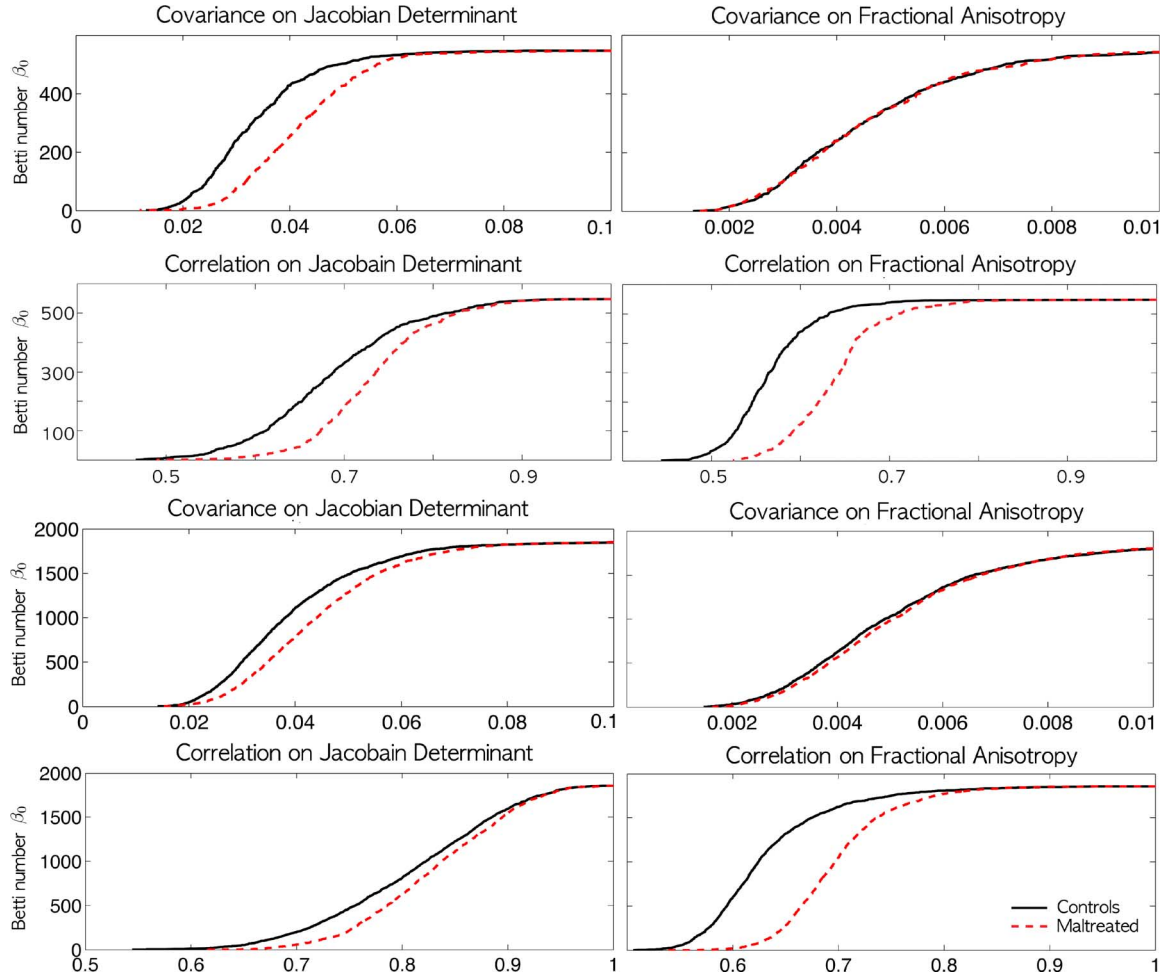 Covariance on Jacobian Determinant
Covariance on Fractional Anisotropy
Betti number β₀
400
200
0
0 0.02 0.04 0.06 0.08 0.1
0.002 0.004 0.006 0.008 0.01
Correlation on Jacobain Determinant
Correlation on Fractional Anisotropy
Betti number β₀
500
300
100
0.5 0.7 0.9
0.5 0.7 0.9
Covariance on Jacobian Determinant
Covariance on Fractional Anisotropy
Betti number β₀
2000
1500
1000
500
0
0 0.02 0.04 0.06 0.08 0.1
0.002 0.004 0.006 0.008 0.01
Correlation on Jacobain Determinant
Correlation on Fractional Anisotropy
Betti number β₀
2000
1500
1000
500
0
0.5 0.6 0.7 0.8 0.9 1
0.6 0.7 0.8 0.9 1
Controls
Maltreated